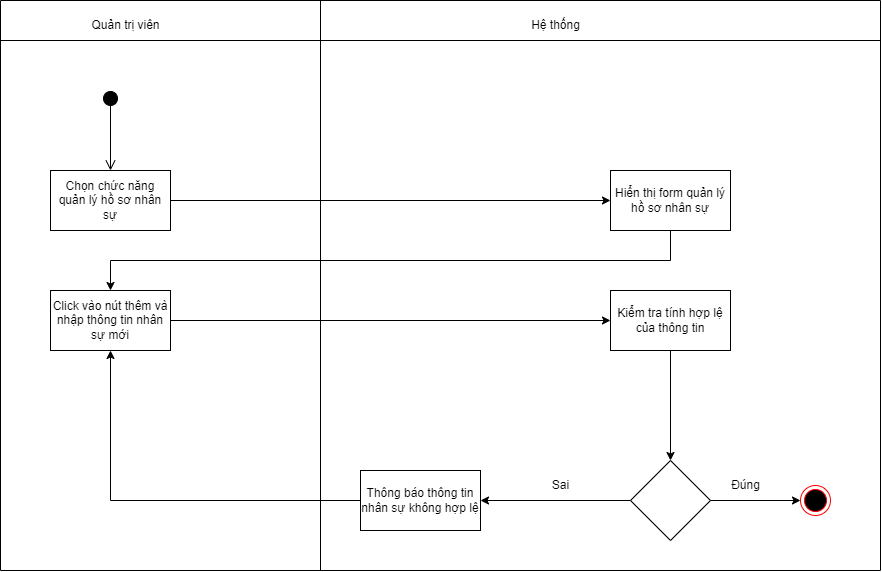 Quản trị viên
Hệ thống
Chọn chức năng
quản lý hồ sơ nhân
sự
Hiển thị form quản lý
hồ sơ nhân sự
Click vào nút thêm và
nhập thông tin nhân
sự mới
Kiểm tra tính hợp lệ
của thông tin
Thông báo thông tin
nhân sự không hợp lệ
Sai
Đúng